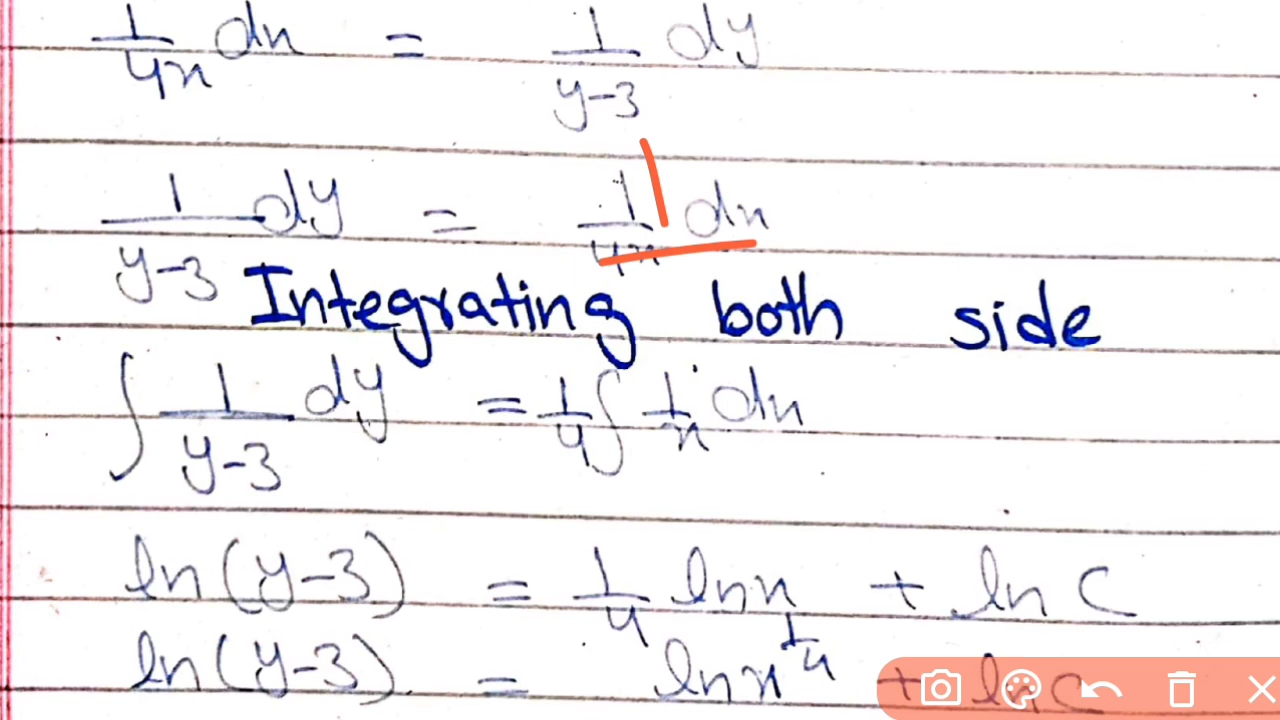 1/4x dx = 1/y-3 dy
1/y-3 dy = 1/4x dx
Integrating both side
∫ 1/y-3 dy = 1/4 ∫ 1/x dx
ln(y-3) = 1/4 ln x + ln C
ln(y-3) = ln x^1/4 + ln C